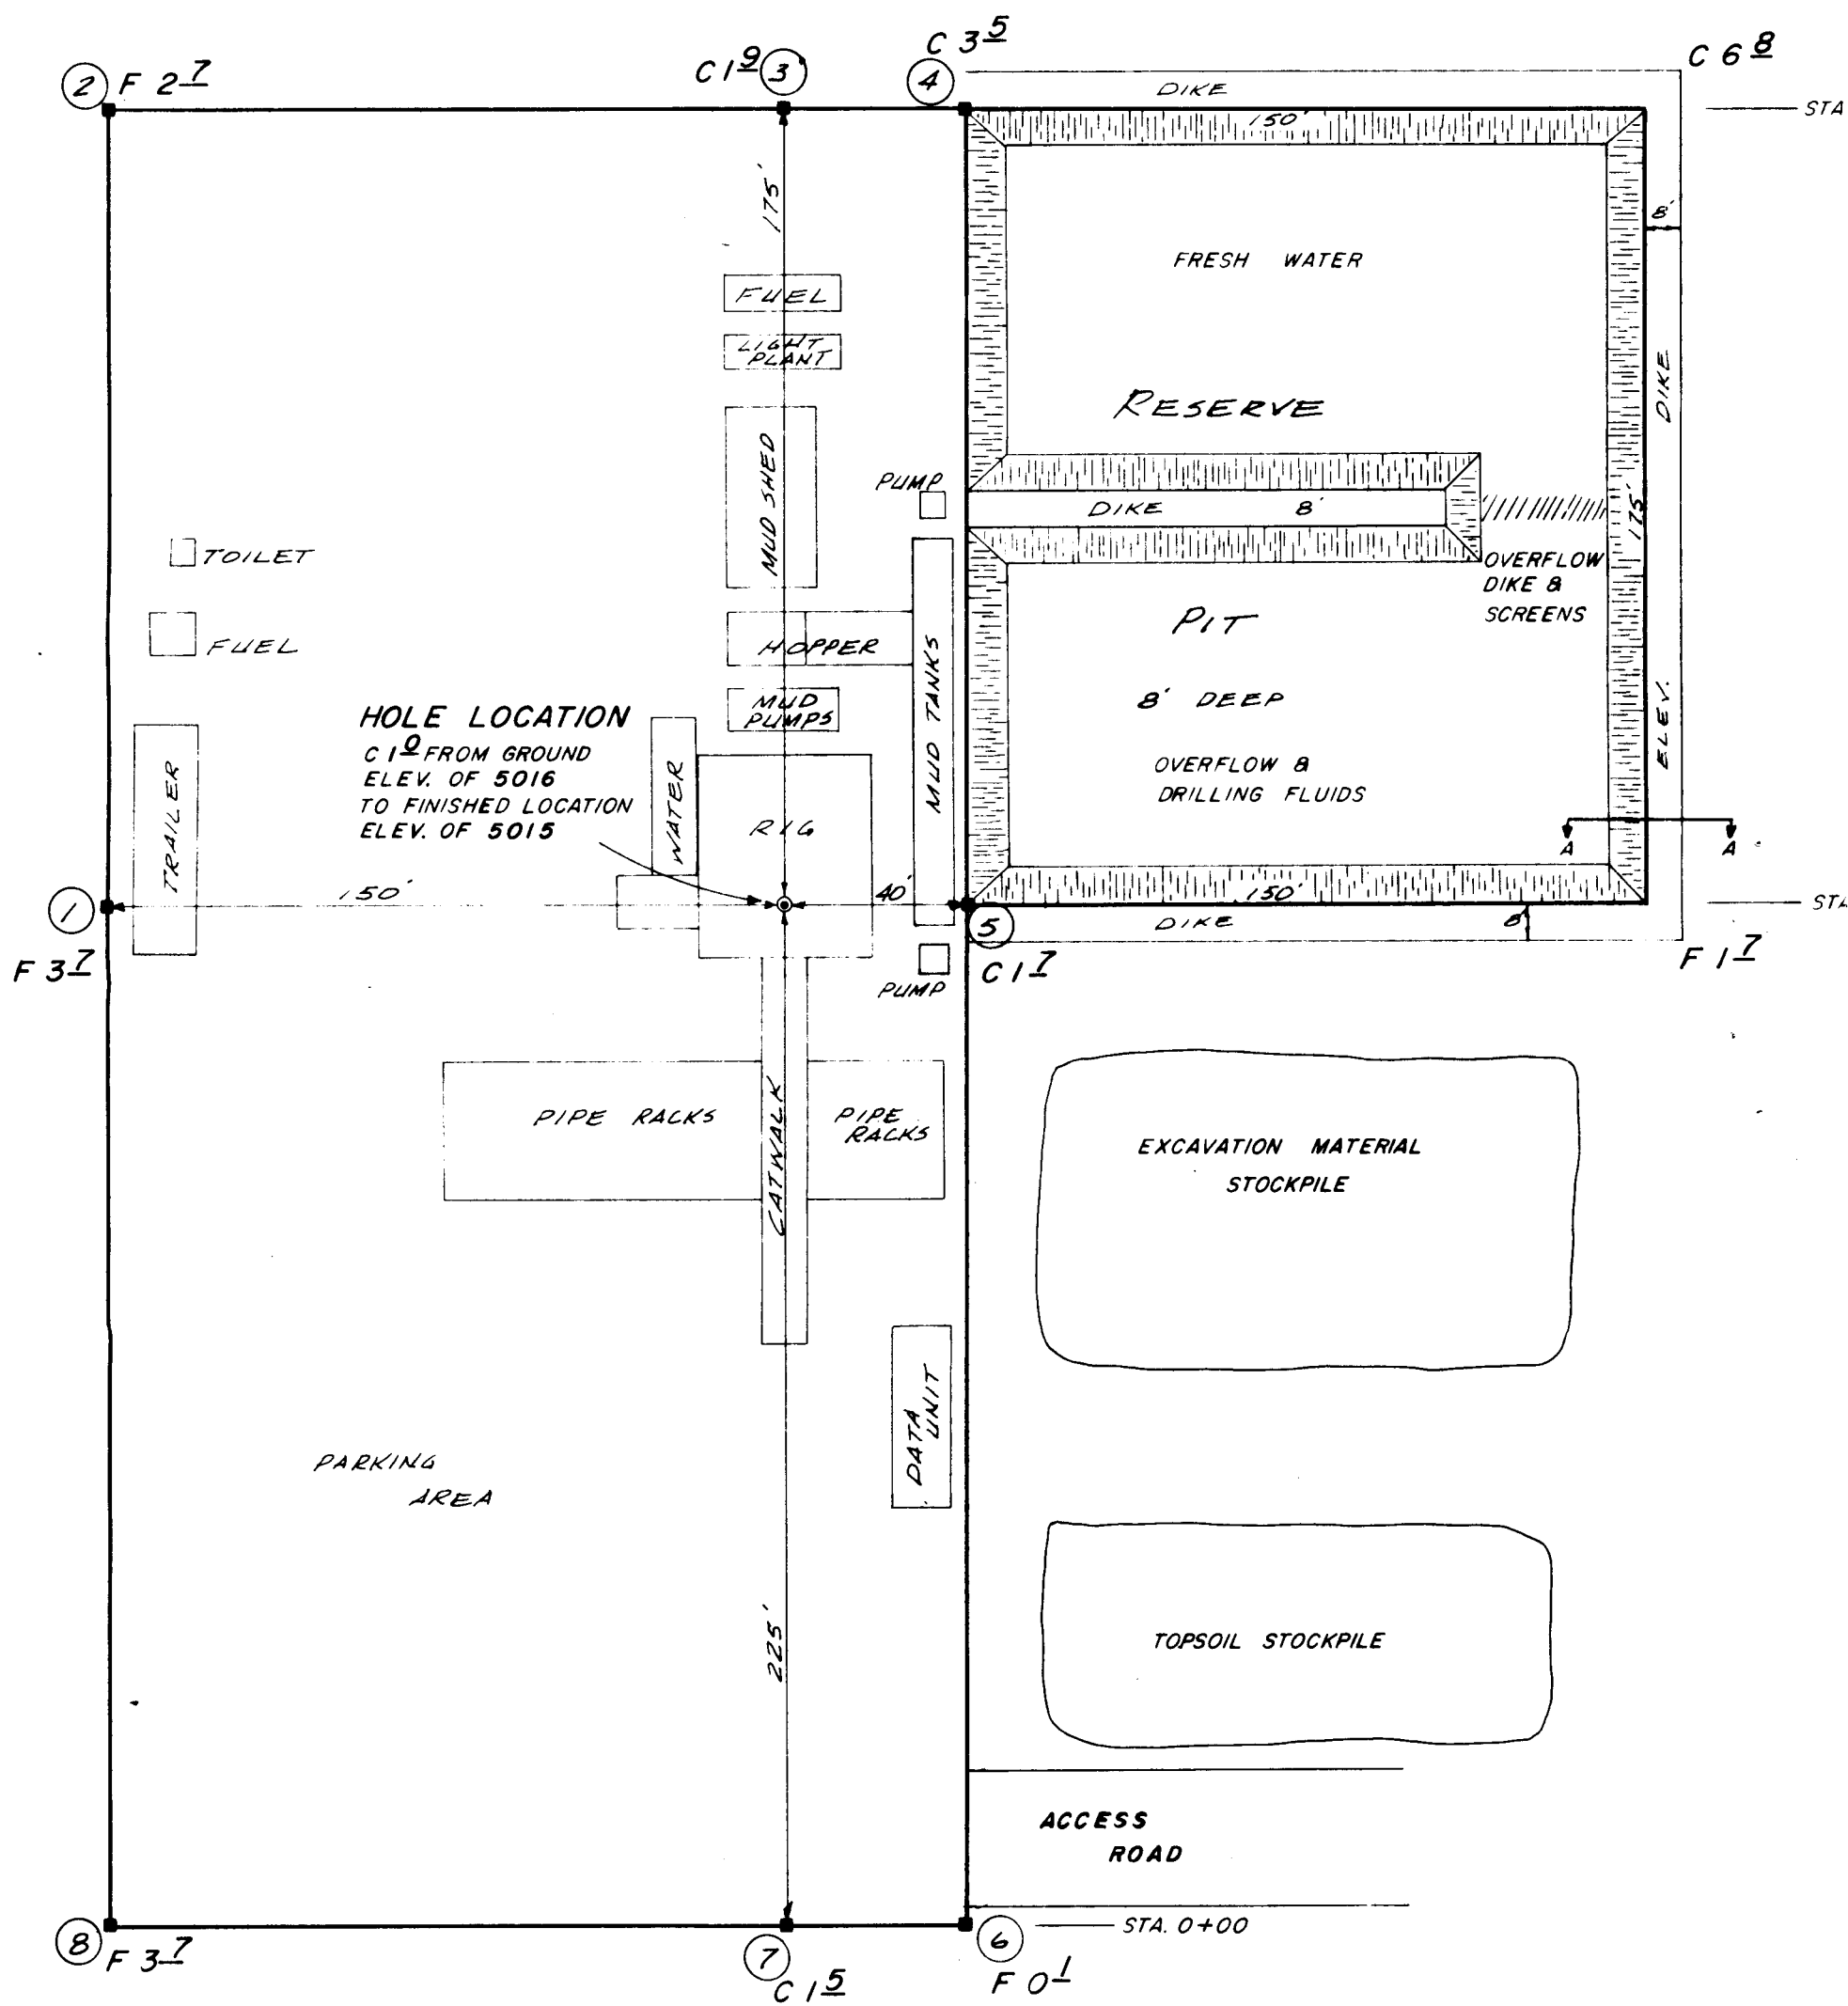 C 3 5
2 F 2 7
C 1 9 3
4
C 6 8
DIKE
150'
STA
175'
8'
FUEL
FRESH WATER
LIGHT
PLANT
DIKE
RESERVE
MUD SHED
PUMP
DIKE 8'
175'
TOILET
OVERFLOW
DIKE &
SCREENS
FUEL
HOPPER
PIT
MUD TANKS
MUD
PUMPS
8' DEEP
ELEV.
HOLE LOCATION
C 1 0 FROM GROUND
ELEV. OF 5016
TO FINISHED LOCATION
ELEV. OF 5015
OVERFLOW &
DRILLING FLUIDS
TRAILER
WATER
RIG
A A
1
150'
40'
150'
STA
5
DIKE
8'
F 3 7
C 1 7
F 1 7
PUMP
PIPE RACKS
CATWALK
PIPE
RACKS
EXCAVATION MATERIAL
STOCKPILE
DATA
UNIT
PARKING
AREA
225'
TOPSOIL STOCKPILE
ACCESS
ROAD
STA. 0+00
8 F 3 7
7
C 1 5
6
F 0 1